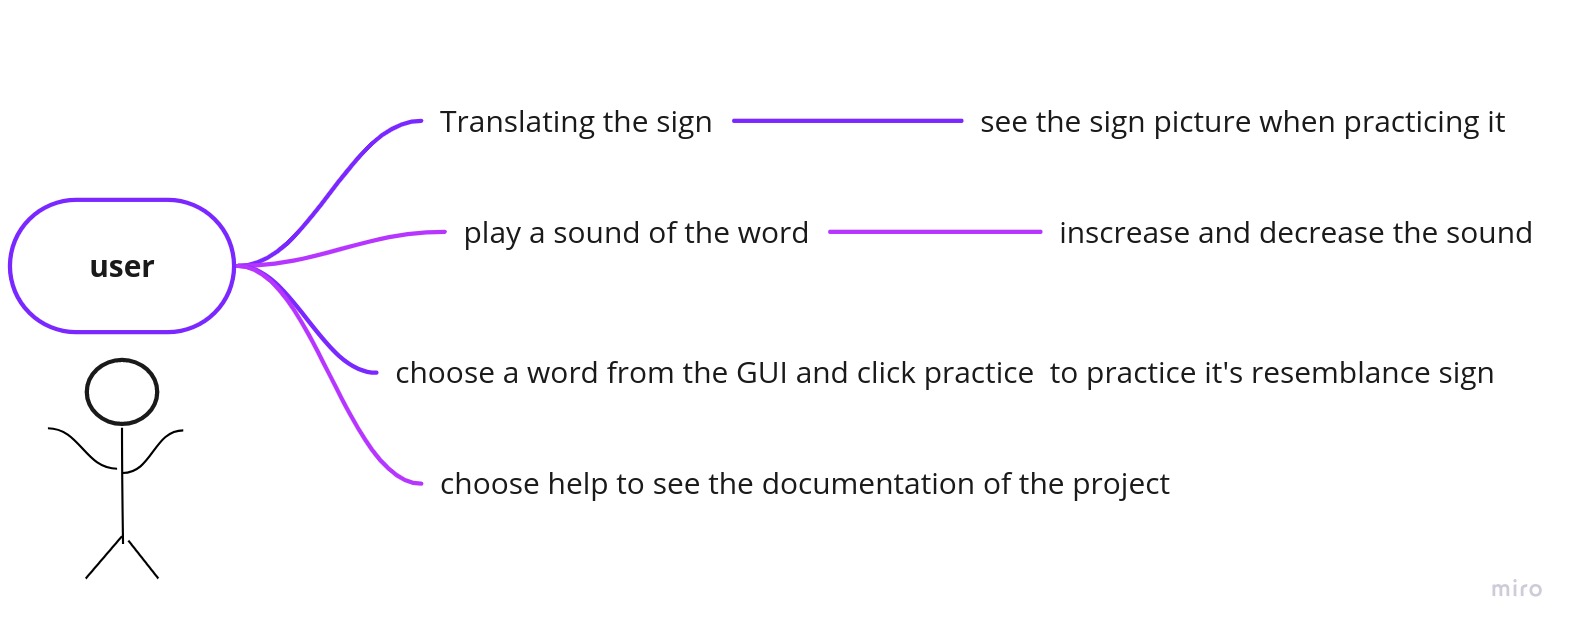 Translating the sign
see the sign picture when practicing it
play a sound of the word
inscrease and decrease the sound
user
choose a word from the GUI and click practice  to practice it's resemblance sign
choose help to see the documentation of the project
miro